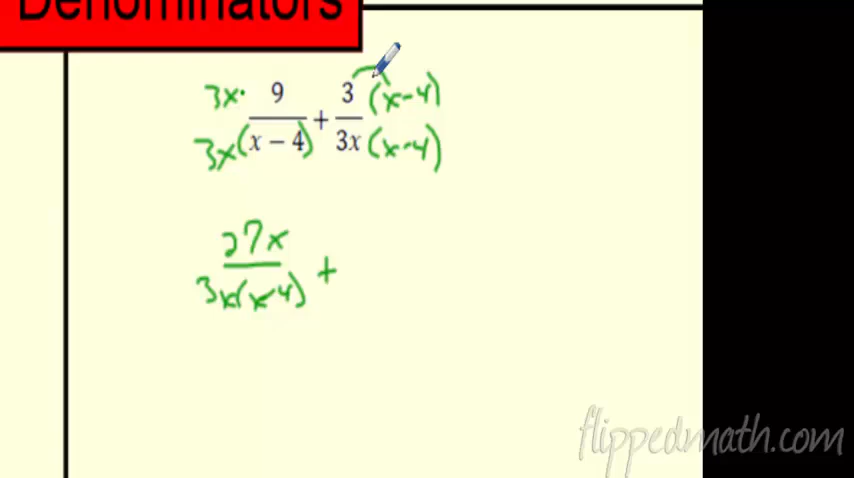 Denominators
3x · 9 + 3 (x-4)
3x (x − 4) 3x (x-4)
27x
3x(x-4) +
flippedmath.com